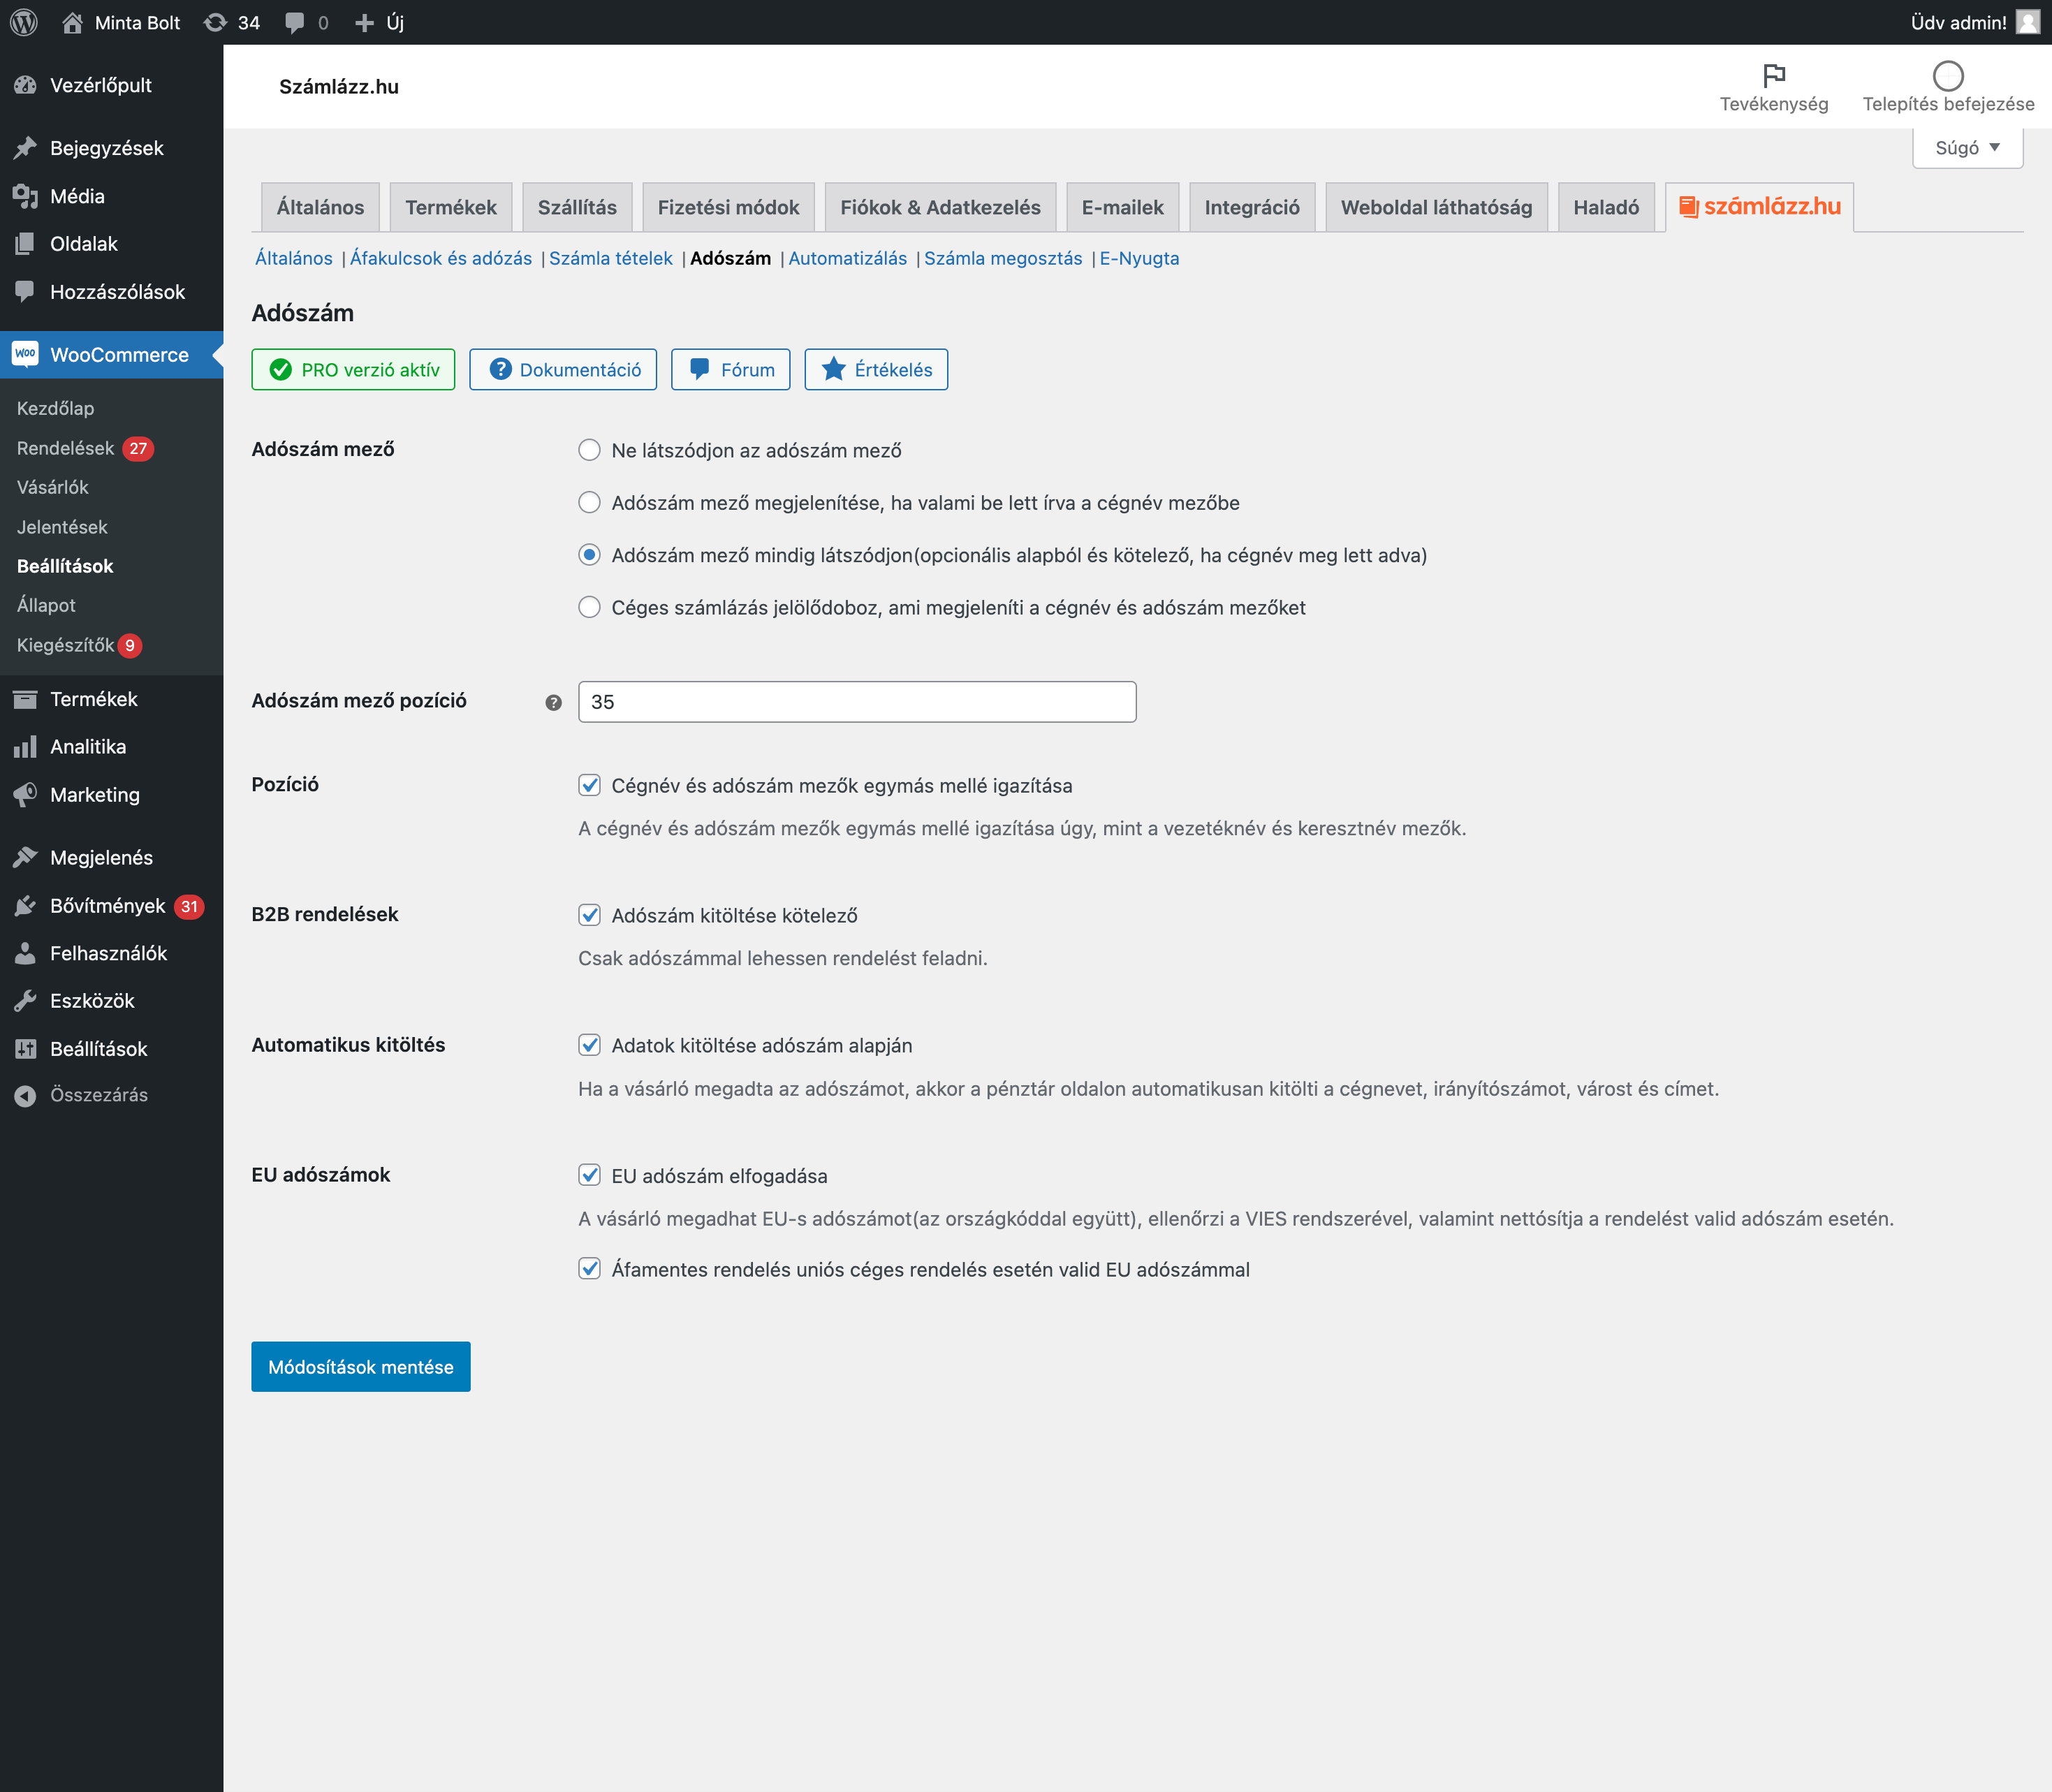 Minta Bolt 34 0 Új Üdv admin!
Vezérlőpult
Bejegyzések
Média
Oldalak
Hozzászólások
WooCommerce
Kezdőlap
Rendelések 27
Vásárlók
Jelentések
Beállítások
Állapot
Kiegészítők 9
Termékek
Analitika
Marketing
Megjelenés
Bővítmények 31
Felhasználók
Eszközök
Beállítások
Összezárás
Számlázz.hu
Tevékenység
Telepítés befejezése
Súgó
Általános Termékek Szállítás Fizetési módok Fiókok & Adatkezelés E-mailek Integráció Weboldal láthatóság Haladó számlázz.hu
Általános | Áfakulcsok és adózás | Számla tételek | Adószám | Automatizálás | Számla megosztás | E-Nyugta
Adószám
PRO verzió aktív Dokumentáció Fórum Értékelés
Adószám mező
Ne látszódjon az adószám mező
Adószám mező megjelenítése, ha valami be lett írva a cégnév mezőbe
Adószám mező mindig látszódjon(opcionális alapból és kötelező, ha cégnév meg lett adva)
Céges számlázás jelölődoboz, ami megjeleníti a cégnév és adószám mezőket
Adószám mező pozíció ? 35
Pozíció
Cégnév és adószám mezők egymás mellé igazítása
A cégnév és adószám mezők egymás mellé igazítása úgy, mint a vezetéknév és keresztnév mezők.
B2B rendelések
Adószám kitöltése kötelező
Csak adószámmal lehessen rendelést feladni.
Automatikus kitöltés
Adatok kitöltése adószám alapján
Ha a vásárló megadta az adószámot, akkor a pénztár oldalon automatikusan kitölti a cégnevet, irányítószámot, várost és címet.
EU adószámok
EU adószám elfogadása
A vásárló megadhat EU-s adószámot(az országkóddal együtt), ellenőrzi a VIES rendszerével, valamint nettósítja a rendelést valid adószám esetén.
Áfamentes rendelés uniós céges rendelés esetén valid EU adószámmal
Módosítások mentése